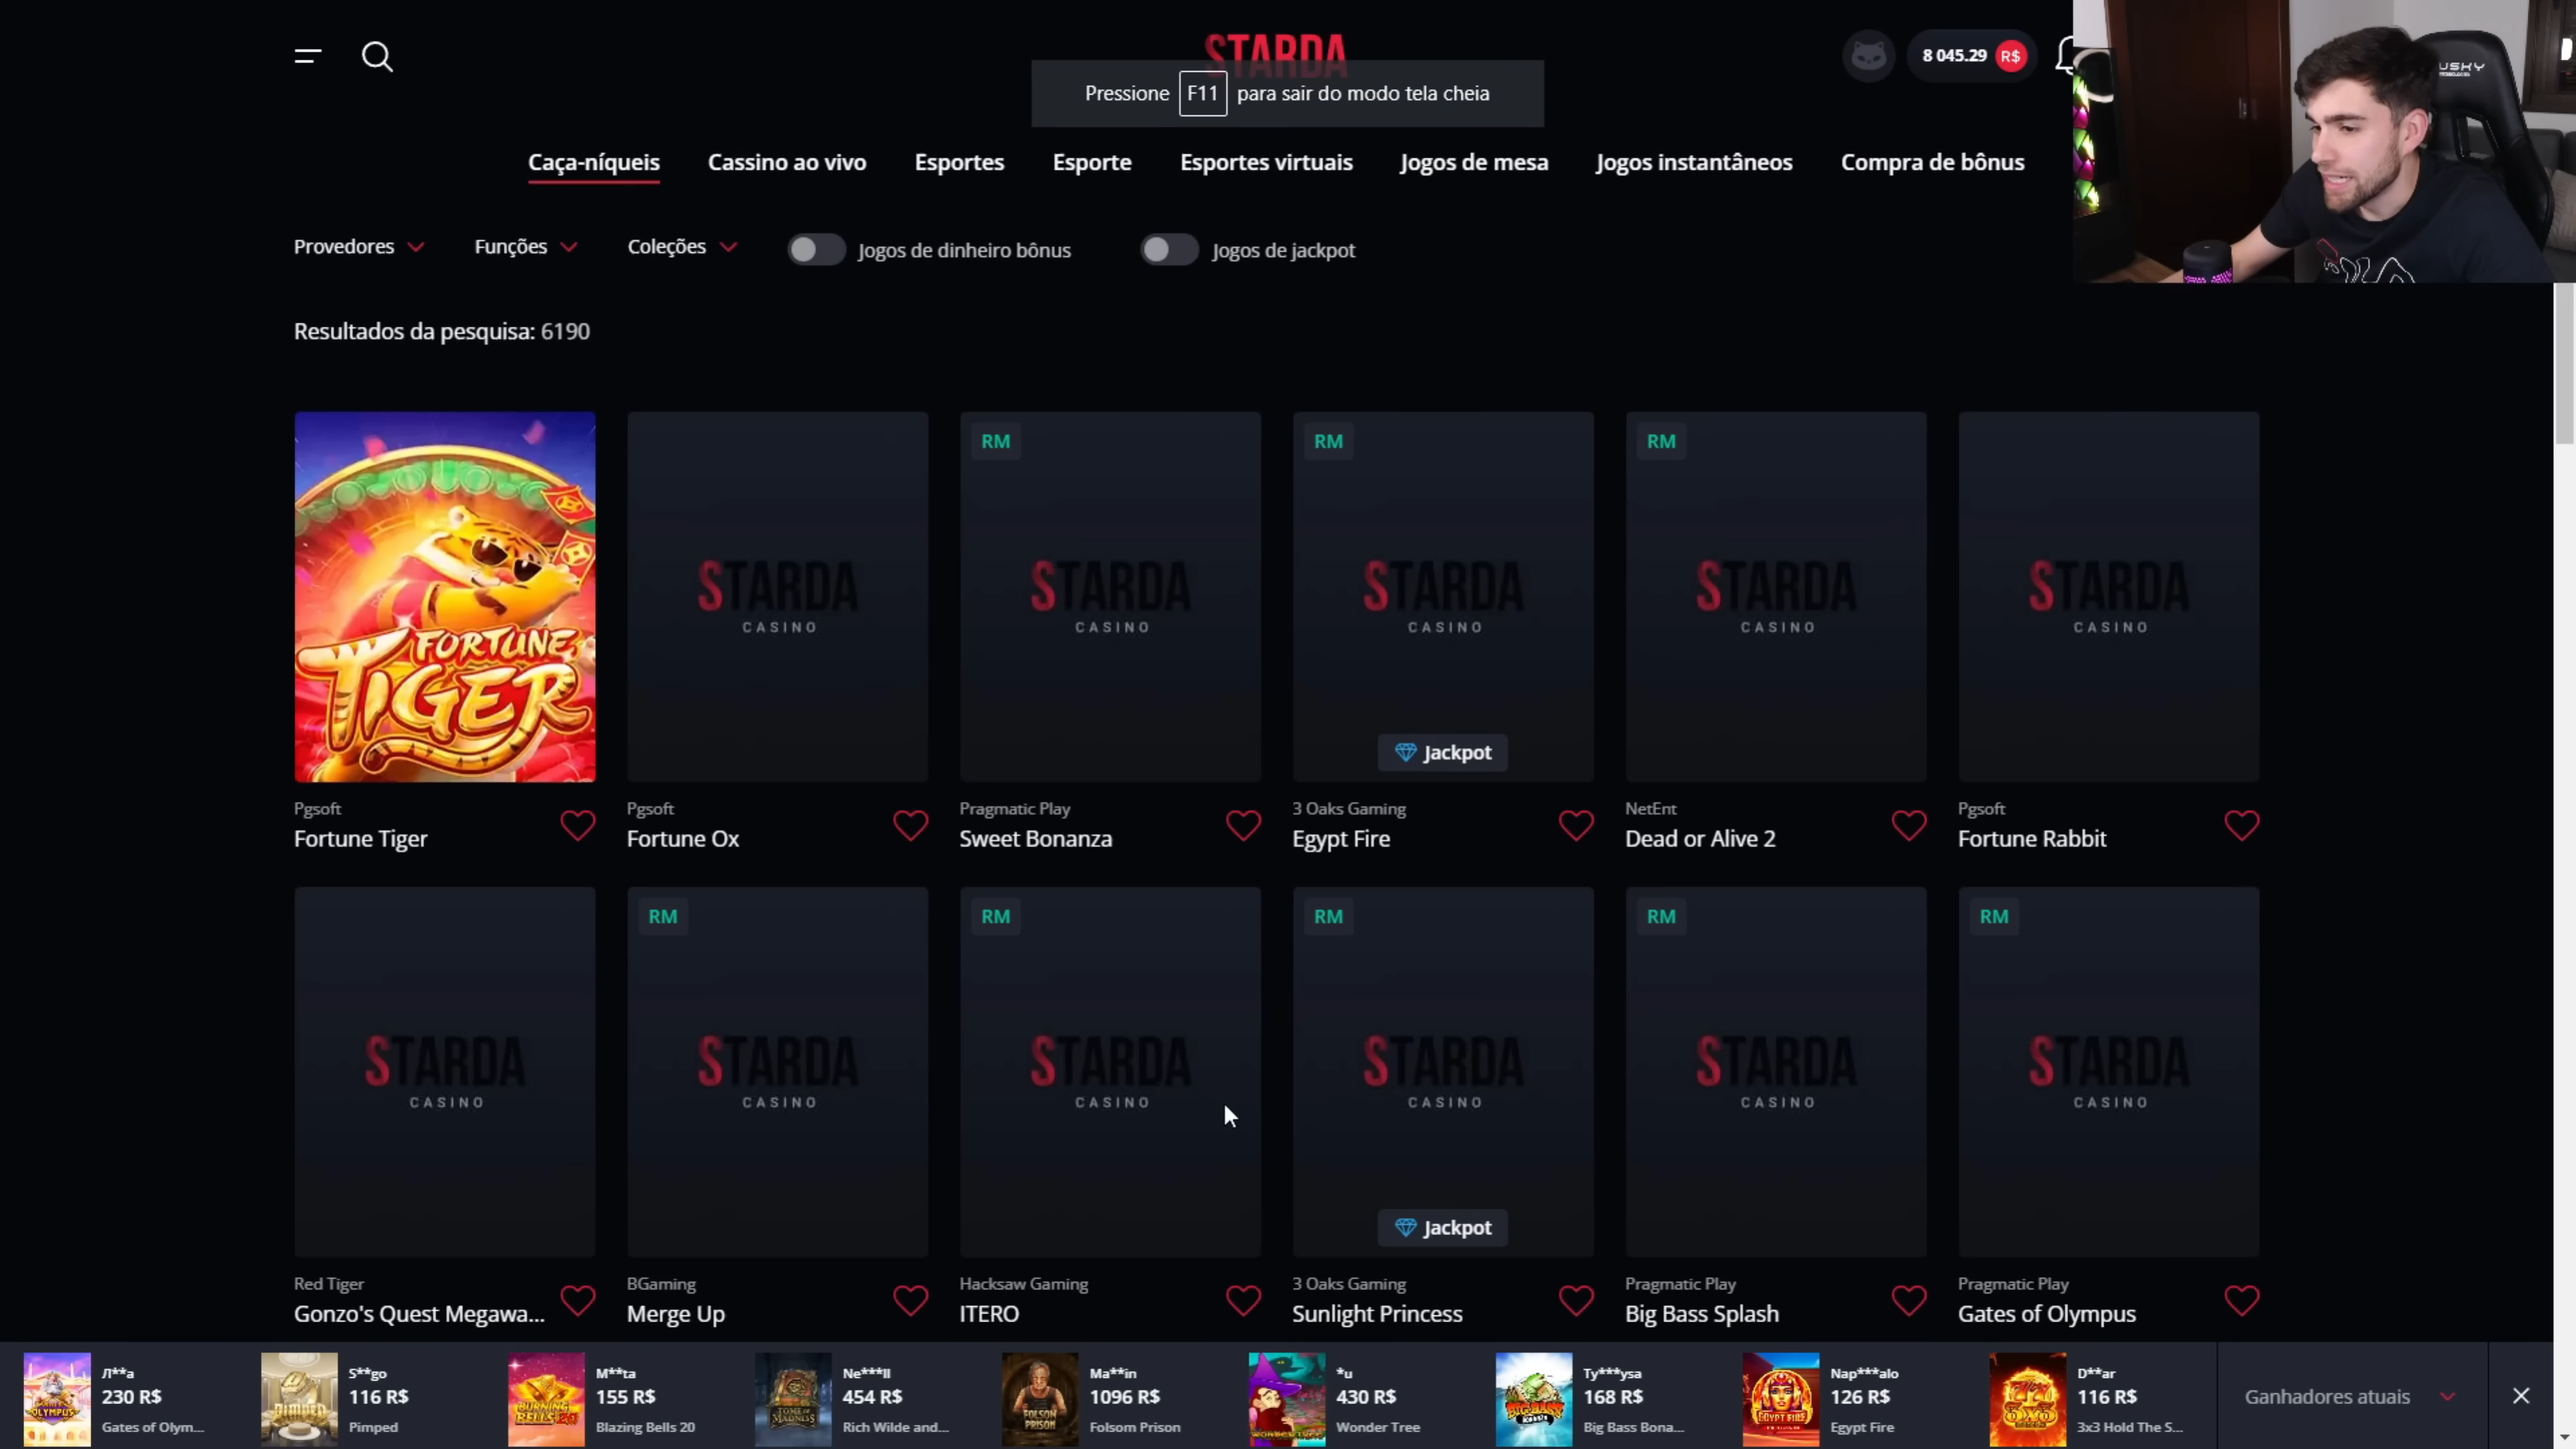 STARDA
8 045.29 R$
USKY
Pressione F11 para sair do modo tela cheia
Caça-níqueis Cassino ao vivo Esportes Esporte Esportes virtuais Jogos de mesa Jogos instantâneos Compra de bônus
Provedores Funções Coleções Jogos de dinheiro bônus Jogos de jackpot
Resultados da pesquisa: 6190
RM RM RM
FORTUNE
TIGER
STARDA STARDA STARDA STARDA STARDA
CASINO CASINO CASINO CASINO CASINO
Jackpot
Pgsoft Pgsoft Pragmatic Play 3 Oaks Gaming NetEnt Pgsoft
Fortune Tiger Fortune Ox Sweet Bonanza Egypt Fire Dead or Alive 2 Fortune Rabbit
RM RM RM RM RM
STARDA STARDA STARDA STARDA STARDA STARDA
CASINO CASINO CASINO CASINO CASINO CASINO
Jackpot
Red Tiger BGaming Hacksaw Gaming 3 Oaks Gaming Pragmatic Play Pragmatic Play
Gonzo's Quest Megawa... Merge Up ITERO Sunlight Princess Big Bass Splash Gates of Olympus
Л**а S**go M**ta Ne***ll Ma**in *u Ty***ysa Nap***alo D**ar
230 R$ 116 R$ 155 R$ 454 R$ 1096 R$ 430 R$ 168 R$ 126 R$ 116 R$
Gates of Olym... Pimped Blazing Bells 20 Rich Wilde and... Folsom Prison Wonder Tree Big Bass Bona... Egypt Fire 3x3 Hold The S...
Ganhadores atuais